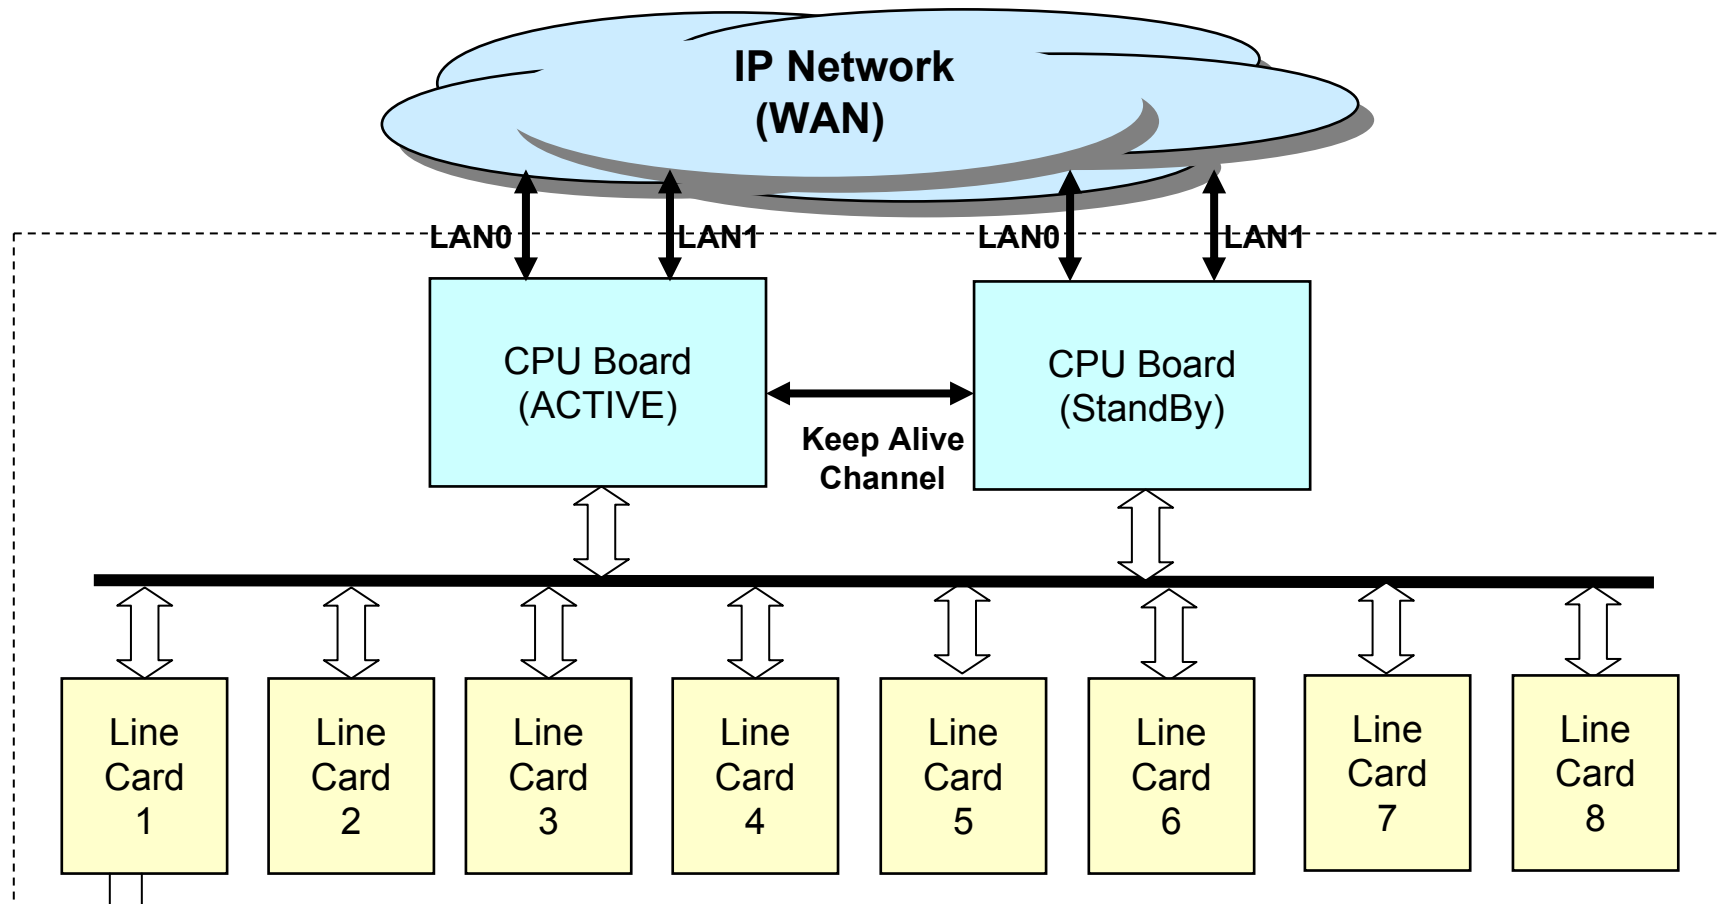 IP Network
(WAN)
LAN0
LAN1
LAN0
LAN1
CPU Board
(ACTIVE)
CPU Board
(StandBy)
Keep Alive
Channel
Line
Card
1
Line
Card
2
Line
Card
3
Line
Card
4
Line
Card
5
Line
Card
6
Line
Card
7
Line
Card
8